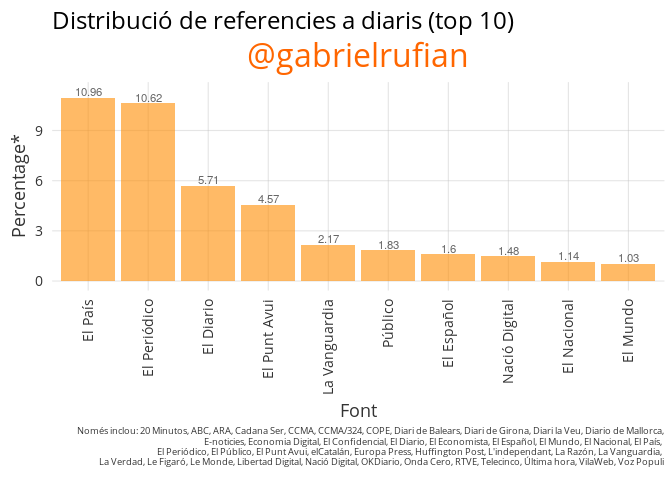 Distribució de referencies a diaris (top 10)
@gabrielrufian
Percentage*
9
6
3
0
10.96
10.62
5.71
4.57
2.17
1.83
1.6
1.48
1.14
1.03
El País
El Periódico
El Diario
El Punt Avui
La Vanguardia
Público
El Español
Nació Digital
El Nacional
El Mundo
Font
Només inclou: 20 Minutos, ABC, ARA, Cadana Ser, CCMA, CCMA/324, COPE, Diari de Balears, Diari de Girona, Diari la Veu, Diario de Mallorca,
E-noticies, Economia Digital, El Confidencial, El Diario, El Economista, El Español, El Mundo, El Nacional, El País,
El Periódico, El Público, El Punt Avui, elCatalán, Europa Press, Huffington Post, L'independant, La Razón, La Vanguardia,
La Verdad, Le Figaró, Le Monde, Libertad Digital, Nació Digital, OKDiario, Onda Cero, RTVE, Telecinco, Última hora, VilaWeb, Voz Populi